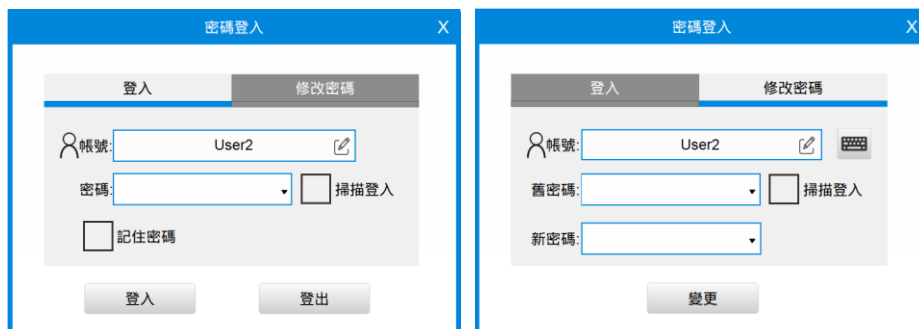 密碼登入 X
登入 修改密碼
帳號: User2
密碼: 掃描登入
記住密碼
登入 登出
密碼登入 X
登入 修改密碼
帳號: User2
舊密碼: 掃描登入
新密碼:
變更